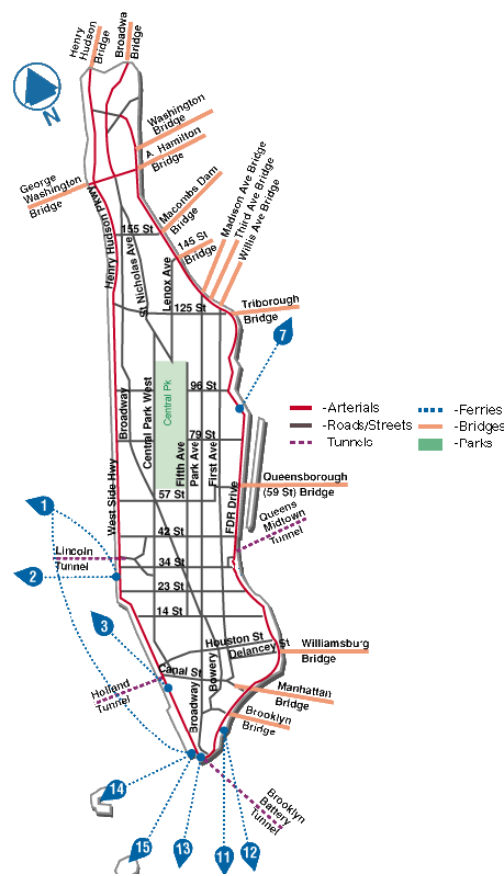 Henry
Hudson
Bridge
Broadwa
Bridge
N
Washington
Bridge
A. Hamilton
Bridge
George
Washington
Bridge
Macombs Dam
Bridge
Madison Ave Bridge
Third Ave Bridge
Willis Ave Bridge
145 St
Bridge
155 St
Henry Hudson Pkwy
St Nicholas Ave
Lenox Ave
125 St
Triborough
Bridge
7
96 St
Central Pk
Central Park West
Broadway
79 St
Fifth Ave
Park Ave
First Ave
-Arterials
-Roads/Streets
-Tunnels
-Ferries
-Bridges
-Parks
Queensborough
(59 St) Bridge
57 St
West Side Hwy
FDR Drive
Queens
Midtown
Tunnel
1
42 St
Lincoln
Tunnel
34 St
2
23 St
14 St
3
Houston St
Delancey St
Williamsburg
Bridge
Canal St
Holland
Tunnel
Broadway
Bowery
Manhattan
Bridge
Brooklyn
Bridge
Brooklyn
Battery
Tunnel
14
15
13
11
12